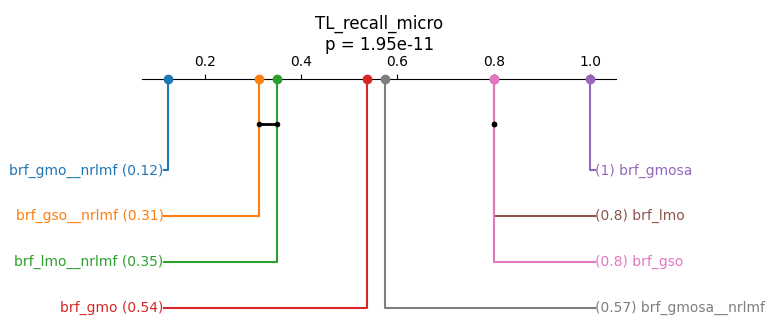 TL_recall_micro
p = 1.95e-11
0.2 0.4 0.6 0.8 1.0
brf_gmo__nrlmf (0.12) (1) brf_gmosa
brf_gso__nrlmf (0.31) (0.8) brf_lmo
brf_lmo__nrlmf (0.35) (0.8) brf_gso
brf_gmo (0.54) (0.57) brf_gmosa__nrlmf